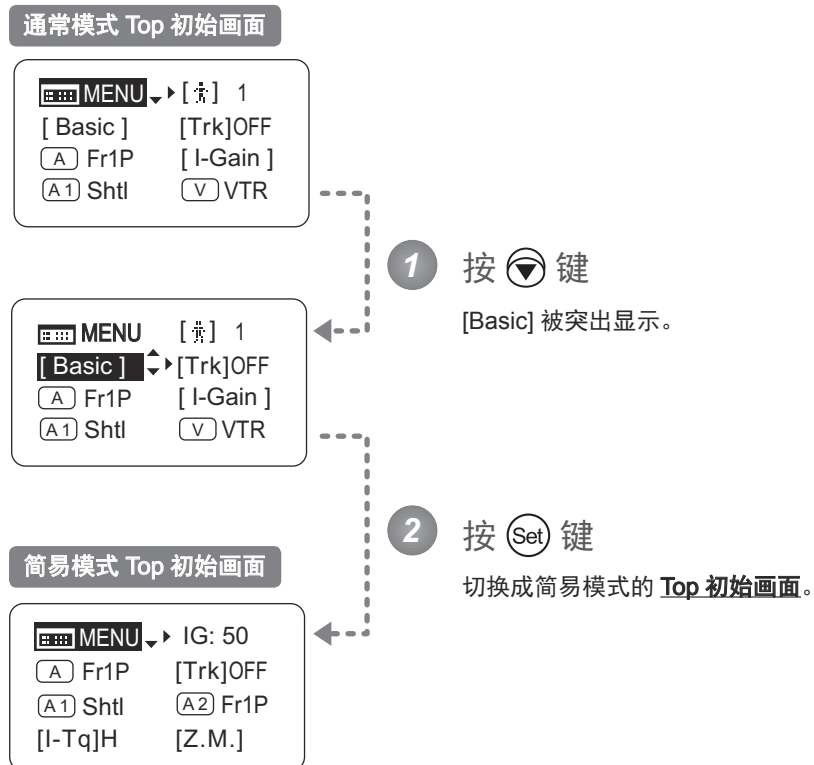 通常模式 Top 初始画面
MENU [ ] 1
[ Basic ] [Trk]OFF
A Fr1P [ I-Gain ]
A1 Shtl V VTR
1 按 键
[Basic] 被突出显示。
MENU [ ] 1
[ Basic ] [Trk]OFF
A Fr1P [ I-Gain ]
A1 Shtl V VTR
2 按 Set 键
切换成简易模式的 Top 初始画面。
简易模式 Top 初始画面
MENU IG: 50
A Fr1P [Trk]OFF
A1 Shtl A2 Fr1P
[I-Tq]H [Z.M.]